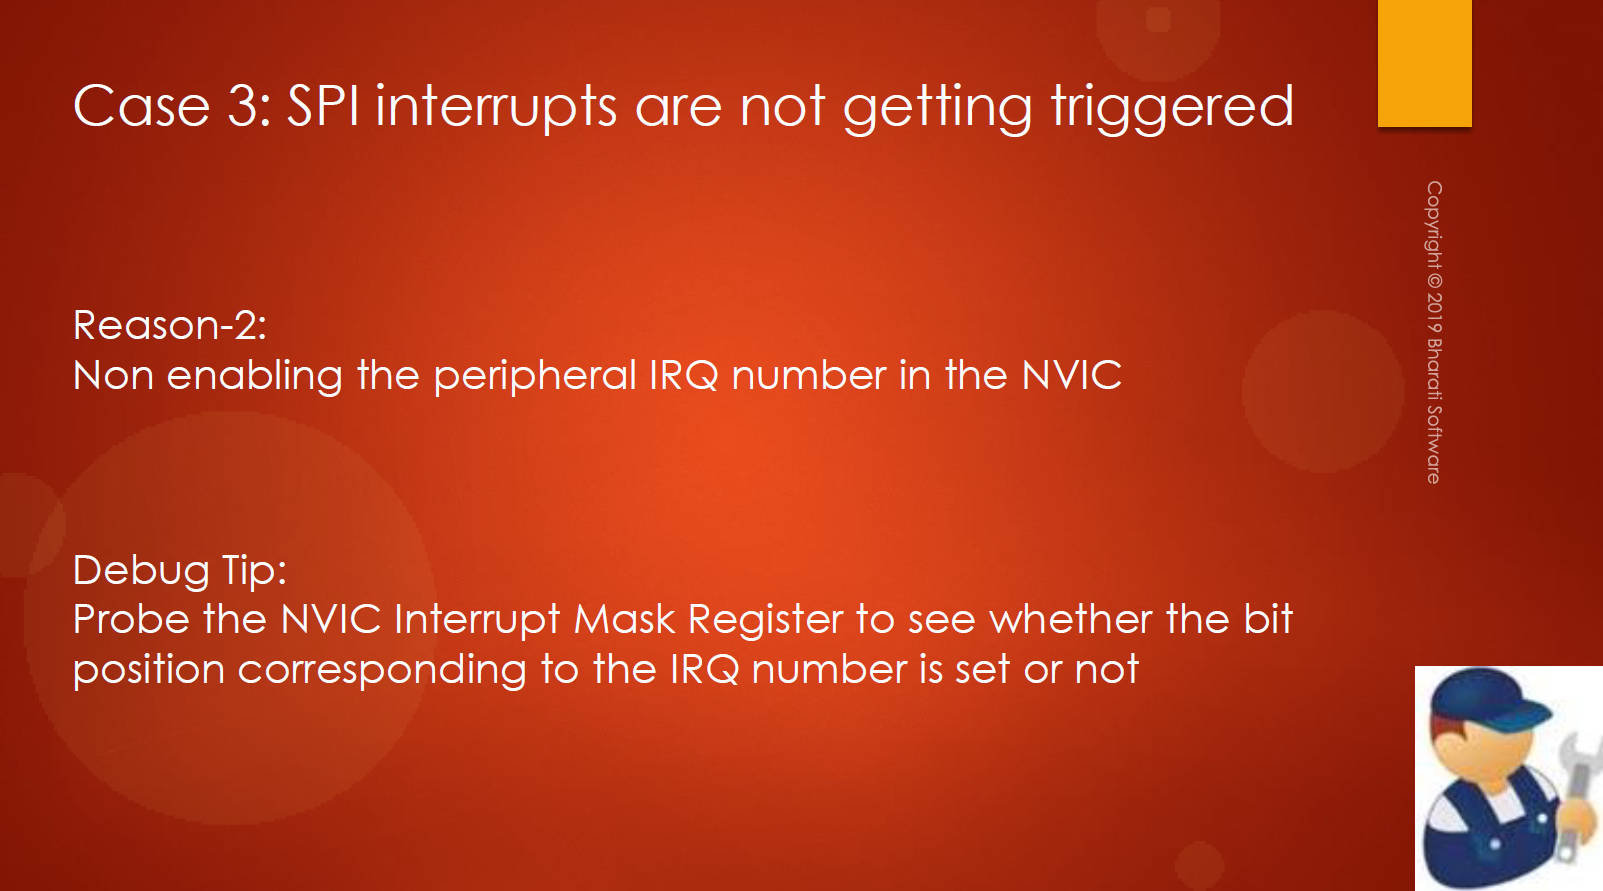 Case 3: SPI interrupts are not getting triggered
Reason-2:
Non enabling the peripheral IRQ number in the NVIC
Debug Tip:
Probe the NVIC Interrupt Mask Register to see whether the bit
position corresponding to the IRQ number is set or not
Copyright © 2019 Bharati Software